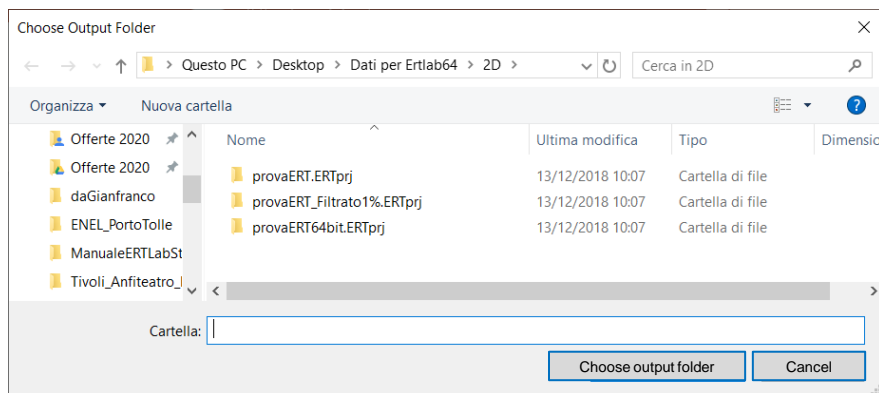 Choose Output Folder
Questo PC > Desktop > Dati per Ertlab64 > 2D >
Cerca in 2D
Organizza
Nuova cartella
Offerte 2020
Offerte 2020
daGianfranco
ENEL_PortoTolle
ManualeERTLabSt
Tivoli_Anfiteatro_
Nome Ultima modifica Tipo Dimensio
provaERT.ERTprj 13/12/2018 10:07 Cartella di file
provaERT_Filtrato1%.ERTprj 13/12/2018 10:07 Cartella di file
provaERT64bit.ERTprj 13/12/2018 10:07 Cartella di file
Cartella:
Choose output folder
Cancel